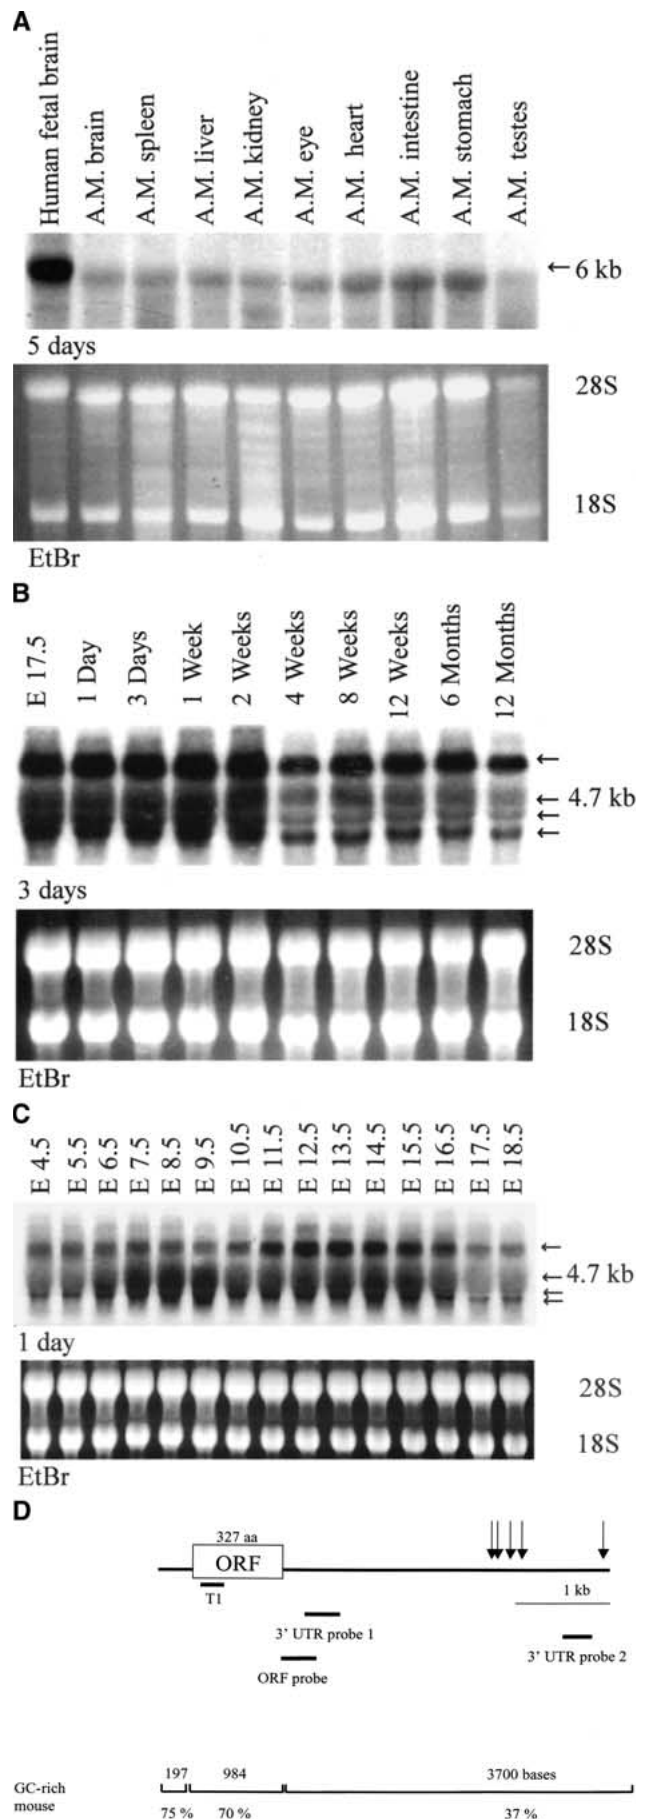 A
Human fetal brain
A.M. brain
A.M. spleen
A.M. liver
A.M. kidney
A.M. eye
A.M. heart
A.M. intestine
A.M. stomach
A.M. testes
←6 kb
5 days
28S
18S
EtBr
B
E 17.5
1 Day
3 Days
1 Week
2 Weeks
4 Weeks
8 Weeks
12 Weeks
6 Months
12 Months
←
← 4.7 kb
←
←
3 days
28S
18S
EtBr
C
E 4.5
E 5.5
E 6.5
E 7.5
E 8.5
E 9.5
E 10.5
E 11.5
E 12.5
E 13.5
E 14.5
E 15.5
E 16.5
E 17.5
E 18.5
←
←4.7 kb
←
←
1 day
28S
18S
EtBr
D
327 aa
ORF
T1
1 kb
3' UTR probe 1
3' UTR probe 2
ORF probe
197 984 3700 bases
GC-rich
mouse
75 % 70 % 37 %